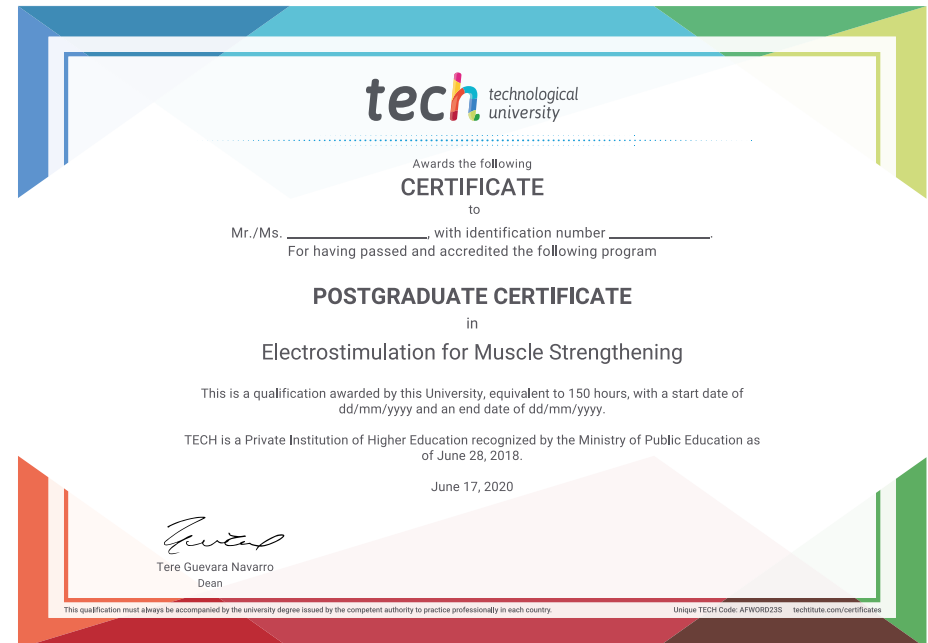 tech technological
university
Awards the following
CERTIFICATE
to
Mr./Ms. ____________, with identification number ____________.
For having passed and accredited the following program
POSTGRADUATE CERTIFICATE
in
Electrostimulation for Muscle Strengthening
This is a qualification awarded by this University, equivalent to 150 hours, with a start date of
dd/mm/yyyy and an end date of dd/mm/yyyy.
TECH is a Private Institution of Higher Education recognized by the Ministry of Public Education as
of June 28, 2018.
June 17, 2020
Tere Guevara Navarro
Dean
This qualification must always be accompanied by the university degree issued by the competent authority to practice professionally in each country.
Unique TECH Code: AFWORD23S techtitute.com/certificates